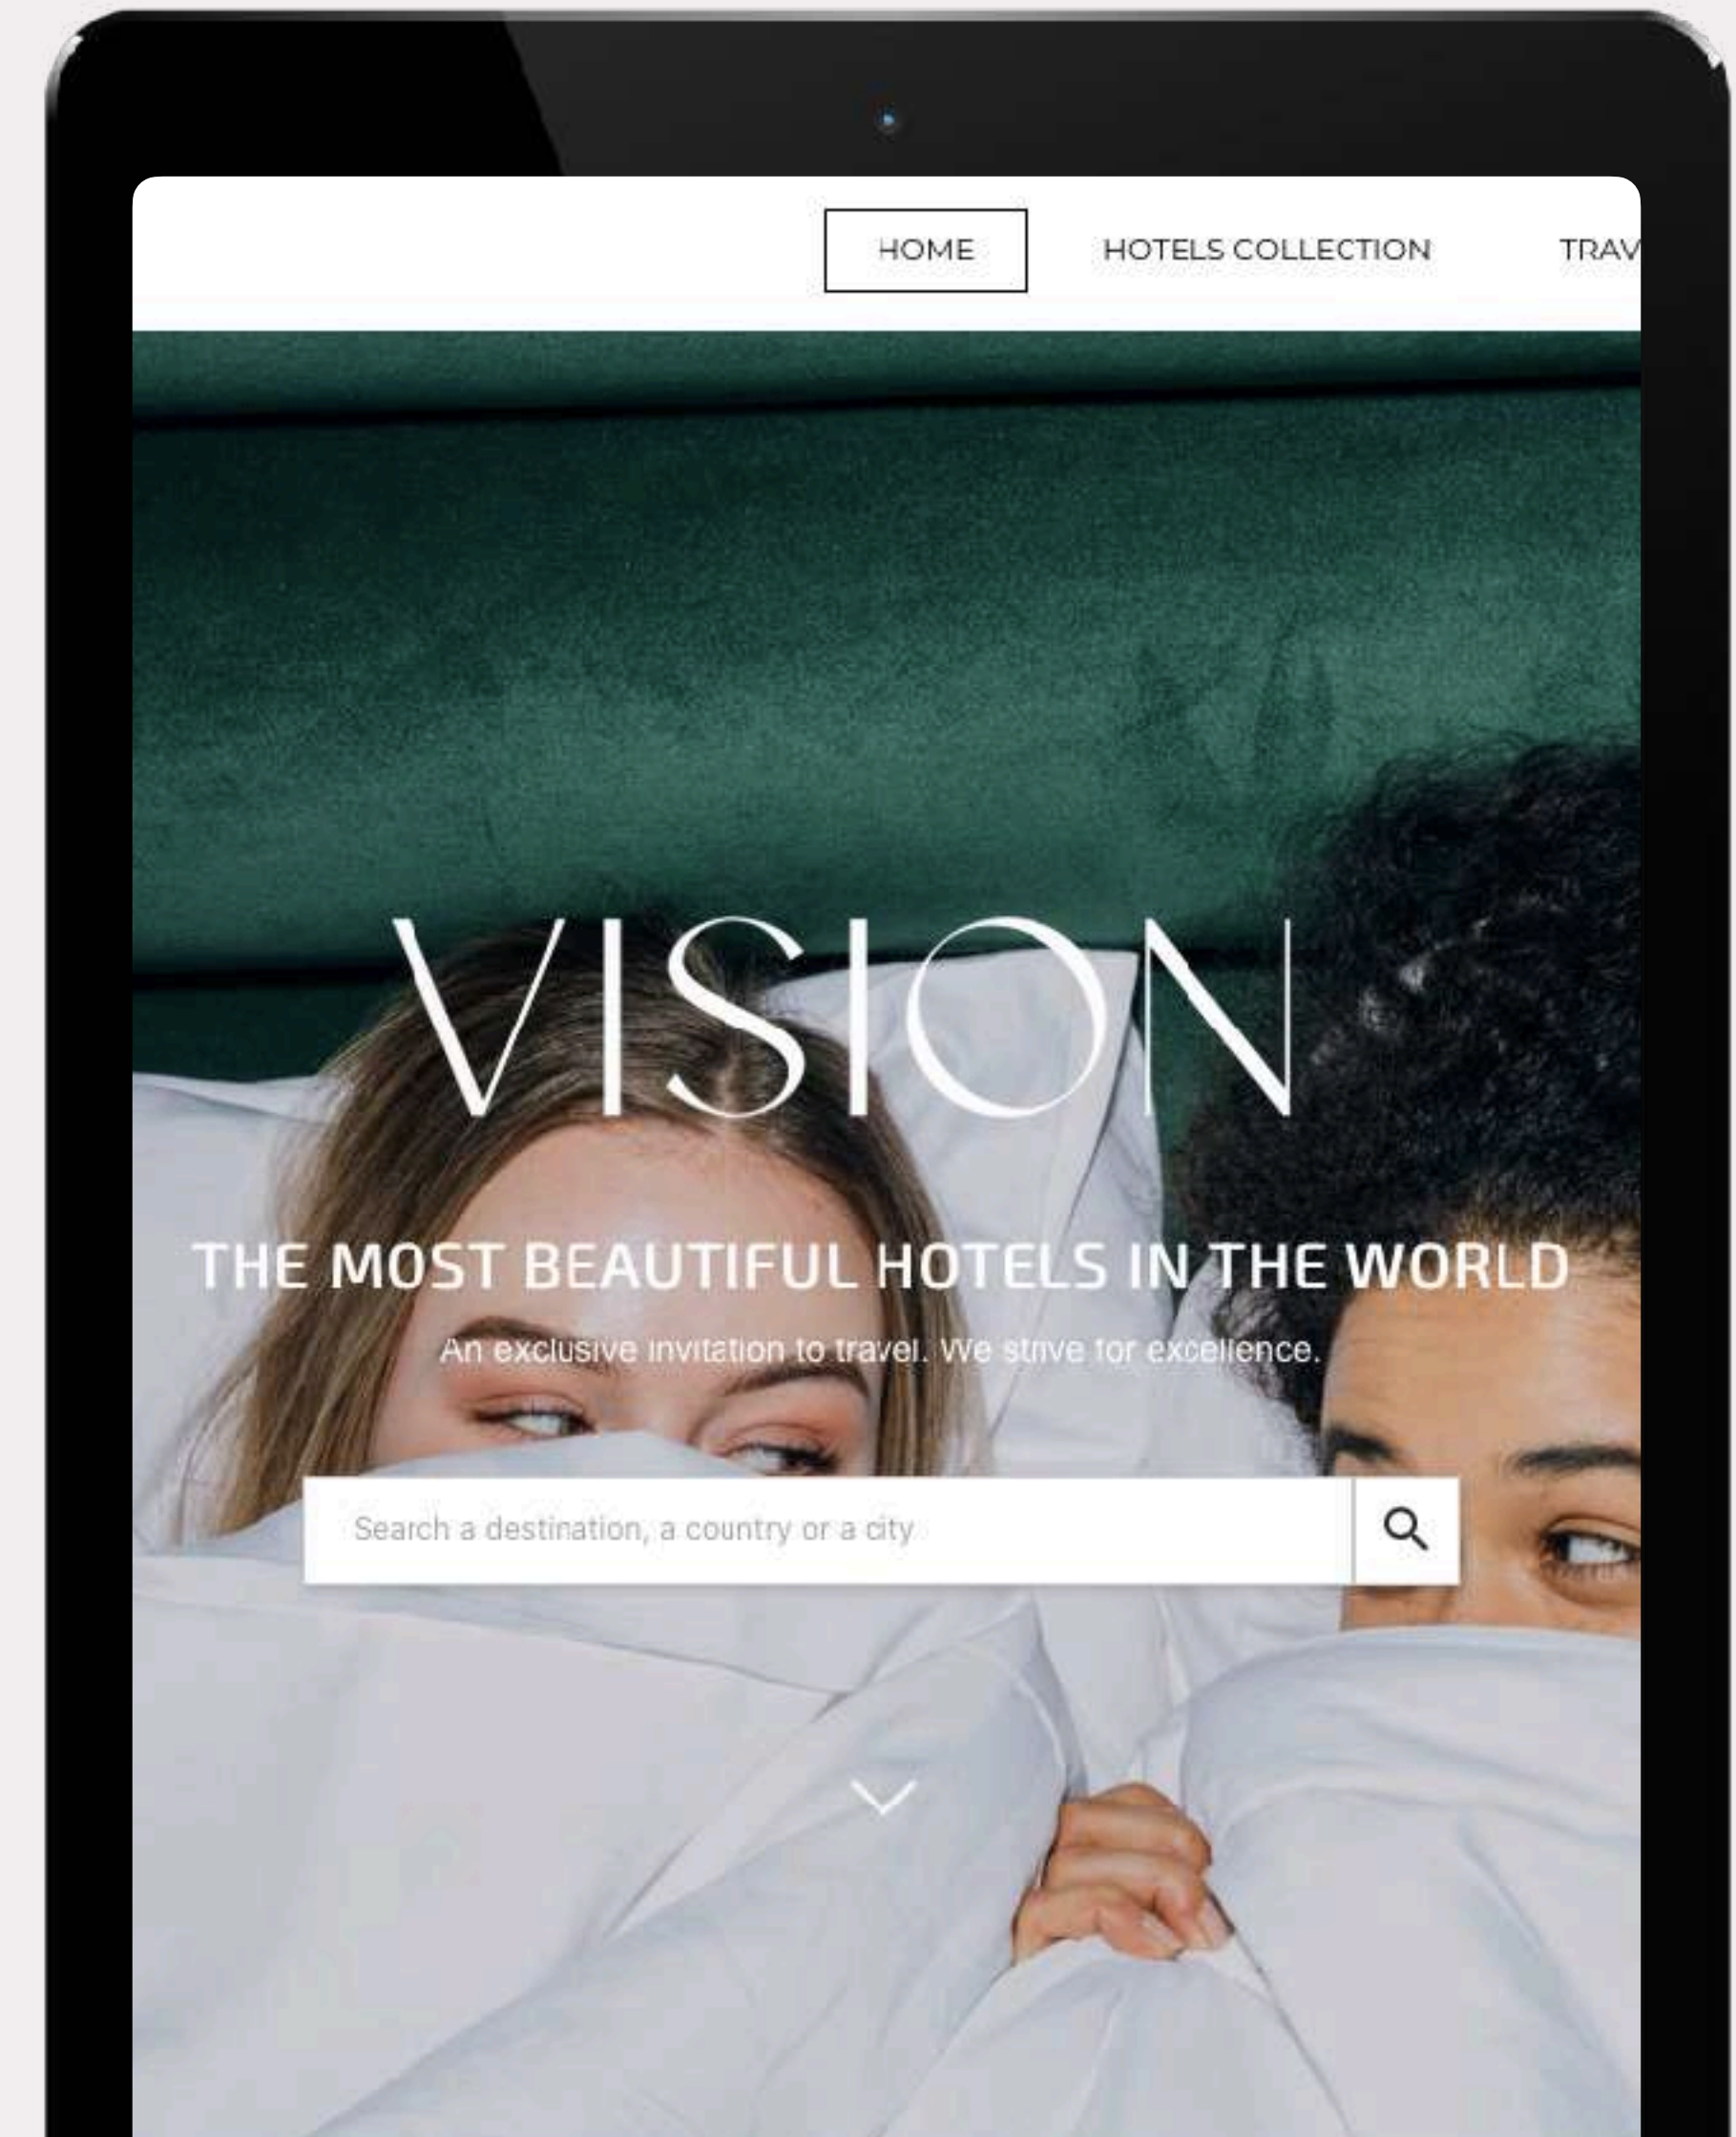 HOME
HOTELS COLLECTION
TRAV
VISION
THE MOST BEAUTIFUL HOTELS IN THE WORLD
An exclusive invitation to travel. We strive for excellence.
Search a destination, a country or a city